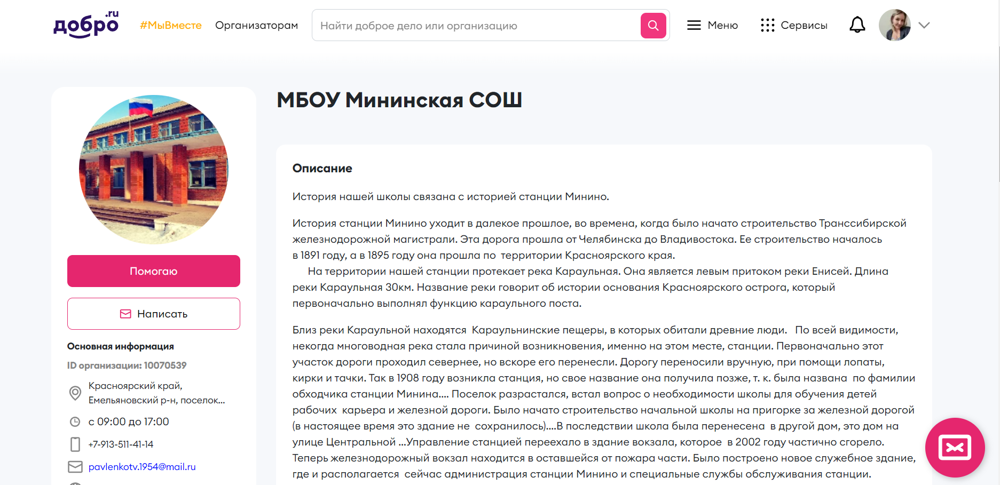 добро.ru
#МыВместе
Организаторам
Найти доброе дело или организацию
Меню
Сервисы
МБОУ Мининская СОШ
Помогаю
Написать
Основная информация
ID организации: 10070539
Красноярский край,
Емельяновский р-н, поселок...
с 09:00 до 17:00
+7-913-511-41-14
pavlenkotv.1954@mail.ru
Описание
История нашей школы связана с историей станции Минино.
История станции Минино уходит в далекое прошлое, во времена, когда было начато строительство Транссибирской
железнодорожной магистрали. Эта дорога прошла от Челябинска до Владивостока. Ее строительство началось
в 1891 году, а в 1895 году она прошла по территории Красноярского края.
На территории нашей станции протекает река Караульная. Она является левым притоком реки Енисей. Длина
реки Караульная 30км. Название реки говорит об истории основания Красноярского острога, который
первоначально выполнял функцию караульного поста.
Близ реки Караульной находятся Караульнинские пещеры, в которых обитали древние люди. По всей видимости,
некогда многоводная река стала причиной возникновения, именно на этом месте, станции. Первоначально этот
участок дороги проходил севернее, но вскоре его перенесли. Дорогу переносили вручную, при помощи лопаты,
кирки и тачки. Так в 1908 году возникла станция, но свое название она получила позже, т. к. была названа по фамилии
обходчика станции Минина.... Поселок разрастался, встал вопрос о необходимости школы для обучения детей
рабочих карьера и железной дороги. Было начато строительство начальной школы на пригорке за железной дорогой
(в настоящее время это здание не сохранилось)....В последствии школа была перенесена в другой дом, это дом на
улице Центральной ...Управление станцией переехало в здание вокзала, которое в 2002 году частично сгорело.
Теперь железнодорожный вокзал находится в оставшейся от пожара части. Было построено новое служебное здание,
где и располагается сейчас администрация станции Минино и специальные службы обслуживания станции.